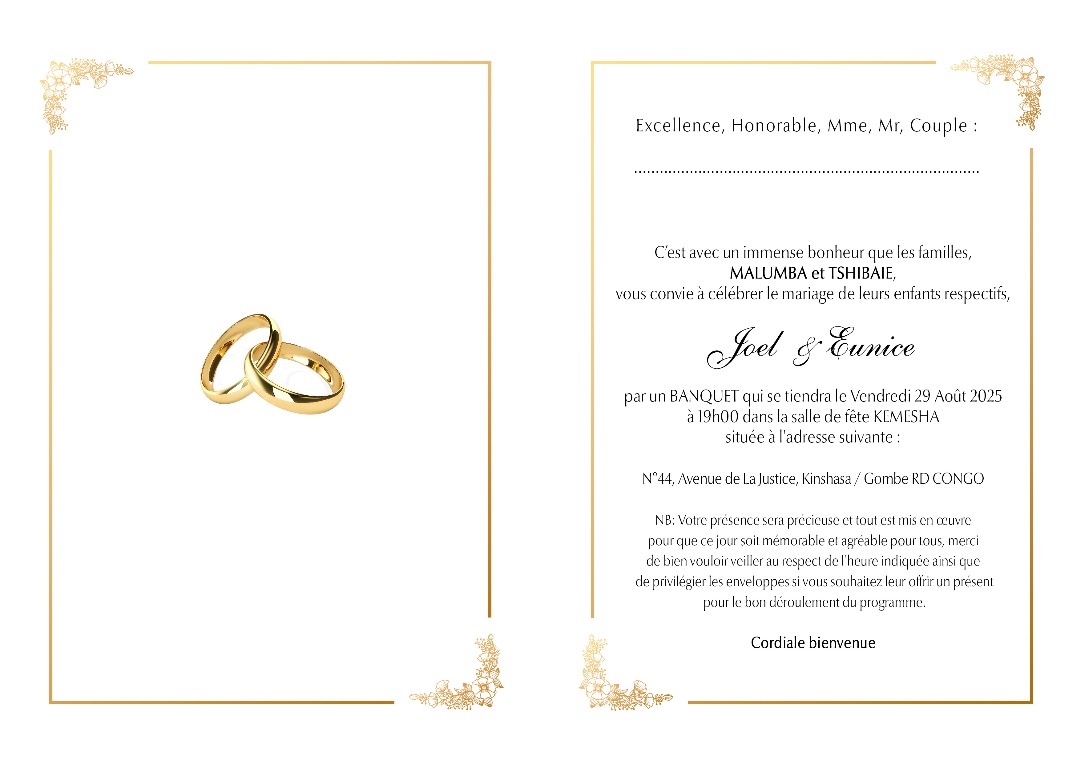 Excellence, Honorable, Mme, Mr, Couple :
................................................................................
C'est avec un immense bonheur que les familles,
MALUMBA et TSHIBAIE,
vous convie à célébrer le mariage de leurs enfants respectifs,
Joel & Eunice
par un BANQUET qui se tiendra le Vendredi 29 Août 2025
à 19h00 dans la salle de fête KEMESHA
située à l'adresse suivante :
N°44, Avenue de La Justice, Kinshasa / Gombe RD CONGO
NB: Votre présence sera précieuse et tout est mis en œuvre
pour que ce jour soit mémorable et agréable pour tous, merci
de bien vouloir veiller au respect de l'heure indiquée ainsi que
de privilégier les enveloppes si vous souhaitez leur offrir un présent
pour le bon déroulement du programme.
Cordiale bienvenue